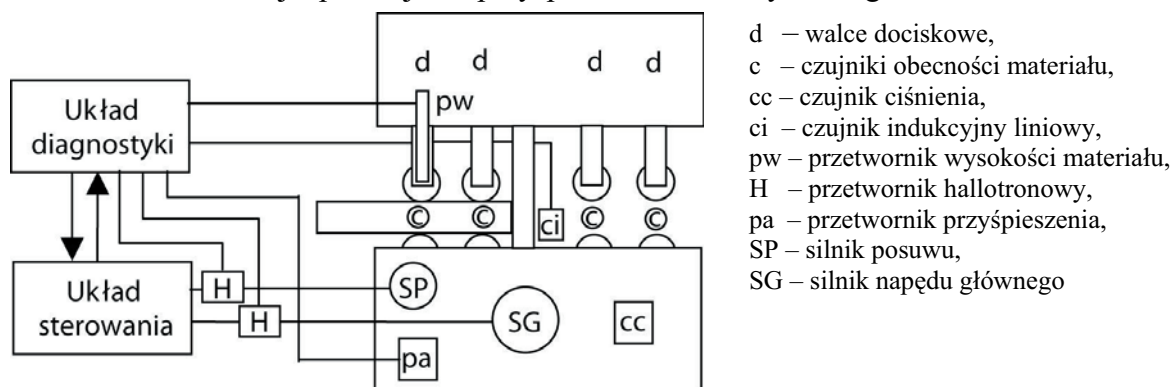 d d d d
pw
Układ
diagnostyki
© © © ©
ci
Układ
sterowania
H
H
SP
SG
cc
pa
d – walce dociskowe,
c – czujniki obecności materiału,
cc – czujnik ciśnienia,
ci – czujnik indukcyjny liniowy,
pw – przetwornik wysokości materiału,
H – przetwornik hallotronowy,
pa – przetwornik przyśpieszenia,
SP – silnik posuwu,
SG – silnik napędu głównego